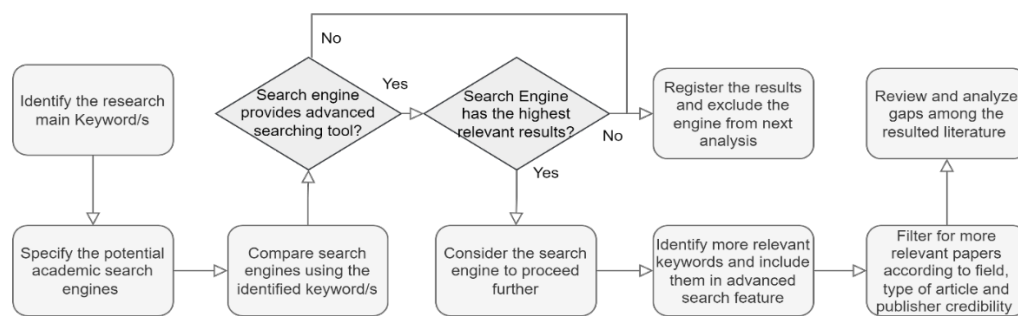 Identify the research
main Keyword/s
Specify the potential
academic search
engines
Compare search
engines using the
identified keyword/s
Search engine
provides advanced
searching tool?
No
Yes
Search Engine
has the highest
relevant results?
No
Yes
Register the results
and exclude the
engine from next
analysis
Consider the search
engine to proceed
further
Identify more relevant
keywords and include
them in advanced
search feature
Filter for more
relevant papers
according to field,
type of article and
publisher credibility
Review and analyze
gaps among the
resulted literature